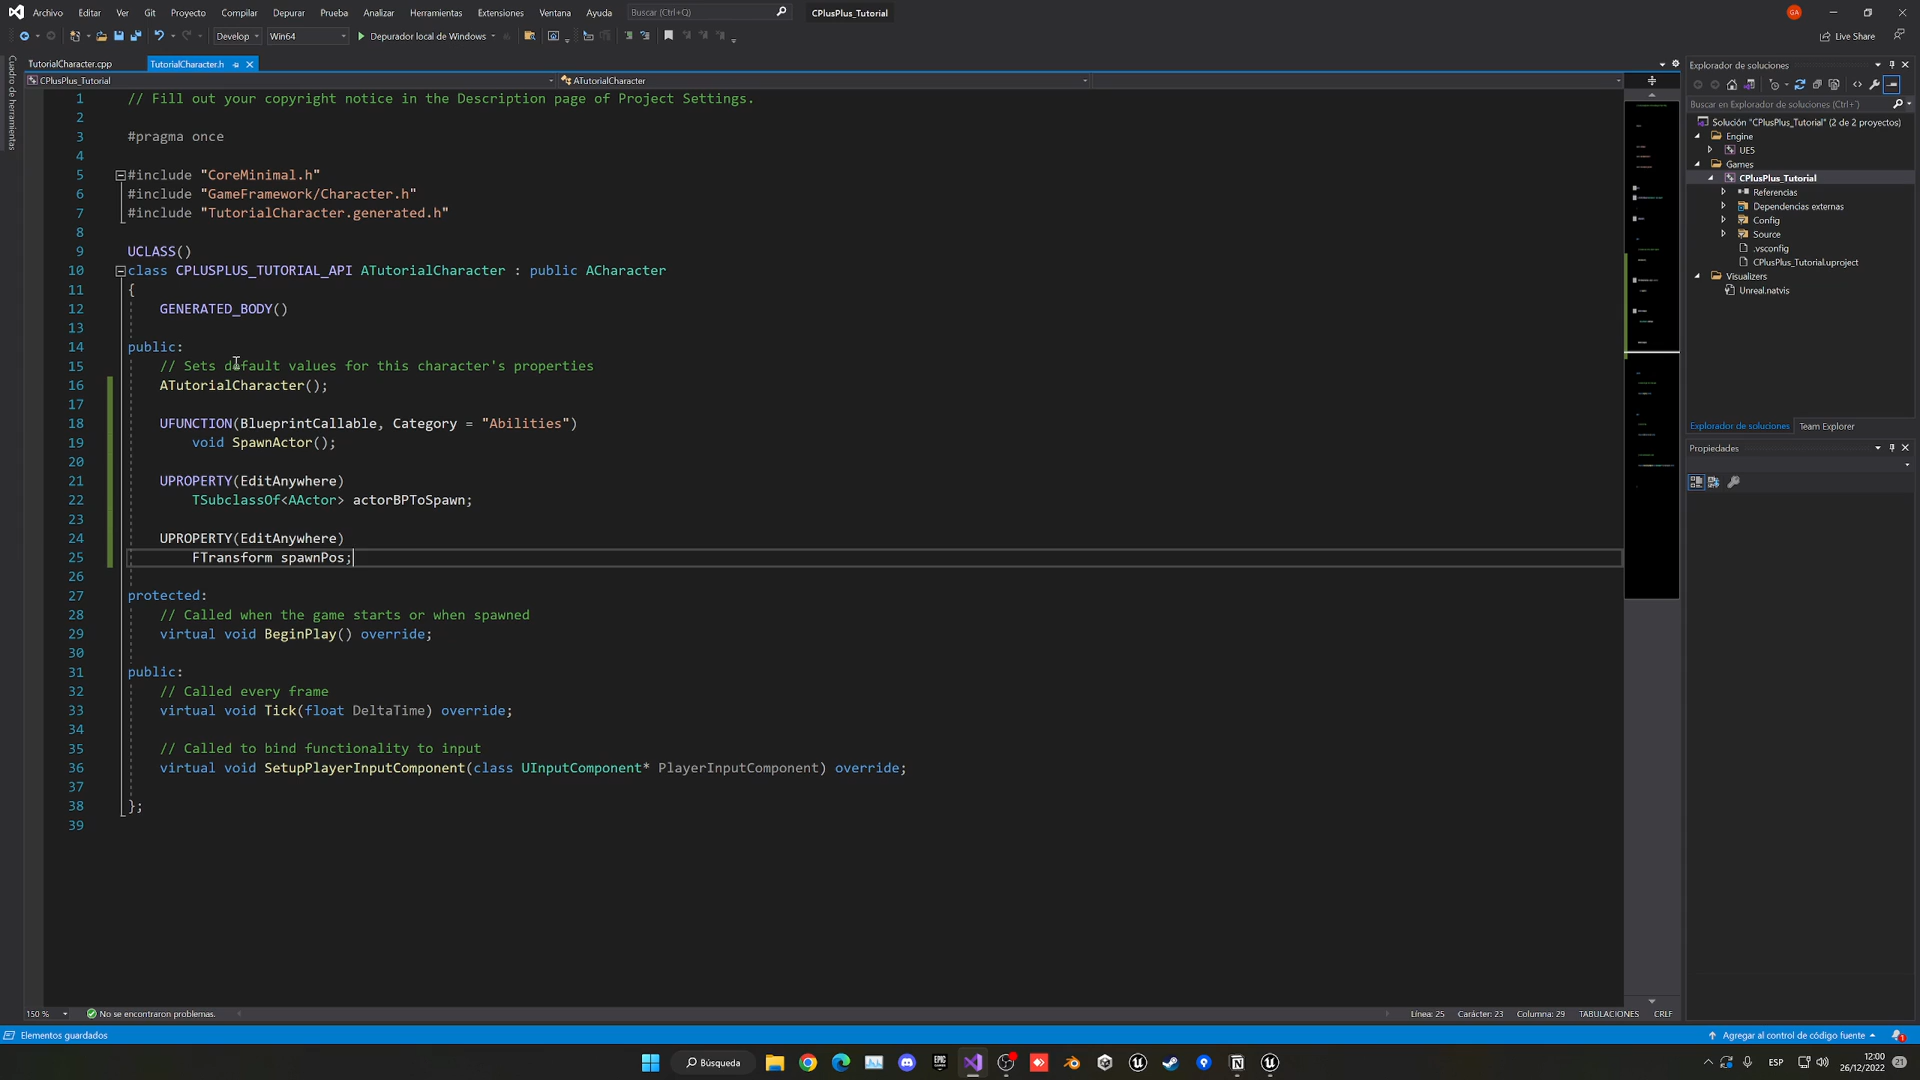 Archivo Editar Ver Git Proyecto Compilar Depurar Prueba Analizar Herramientas Extensiones Ventana Ayuda Buscar (Ctrl+Q) CPlusPlus_Tutorial GA
Develop Win64 Depurador local de Windows Live Share
TutorialCharacter.cpp TutorialCharacter.h
CPlusPlus_Tutorial ATutorialCharacter
Cuadro de herramientas
1 // Fill out your copyright notice in the Description page of Project Settings.
2
3 #pragma once
4
5 #include "CoreMinimal.h"
6 #include "GameFramework/Character.h"
7 #include "TutorialCharacter.generated.h"
8
9 UCLASS()
10 class CPLUSPLUS_TUTORIAL_API ATutorialCharacter : public ACharacter
11 {
12 GENERATED_BODY()
13
14 public:
15 // Sets default values for this character's properties
16 ATutorialCharacter();
17
18 UFUNCTION(BlueprintCallable, Category = "Abilities")
19 void SpawnActor();
20
21 UPROPERTY(EditAnywhere)
22 TSubclassOf<AActor> actorBPToSpawn;
23
24 UPROPERTY(EditAnywhere)
25 FTransform spawnPos;
26
27 protected:
28 // Called when the game starts or when spawned
29 virtual void BeginPlay() override;
30
31 public:
32 // Called every frame
33 virtual void Tick(float DeltaTime) override;
34
35 // Called to bind functionality to input
36 virtual void SetupPlayerInputComponent(class UInputComponent* PlayerInputComponent) override;
37
38 };
39
Explorador de soluciones
Buscar en Explorador de soluciones (Ctrl+¨)
Solución "CPlusPlus_Tutorial" (2 de 2 proyectos)
Engine
UE5
Games
CPlusPlus_Tutorial
Referencias
Dependencias externas
Config
Source
.vsconfig
CPlusPlus_Tutorial.uproject
Visualizers
Unreal.natvis
Explorador de soluciones Team Explorer
Propiedades
150 % No se encontraron problemas. Línea: 25 Carácter: 23 Columna: 29 TABULACIONES CRLF
Elementos guardados Agregar al control de código fuente 1
Búsqueda EPIC GAMES ESP 12:00
26/12/2022 21